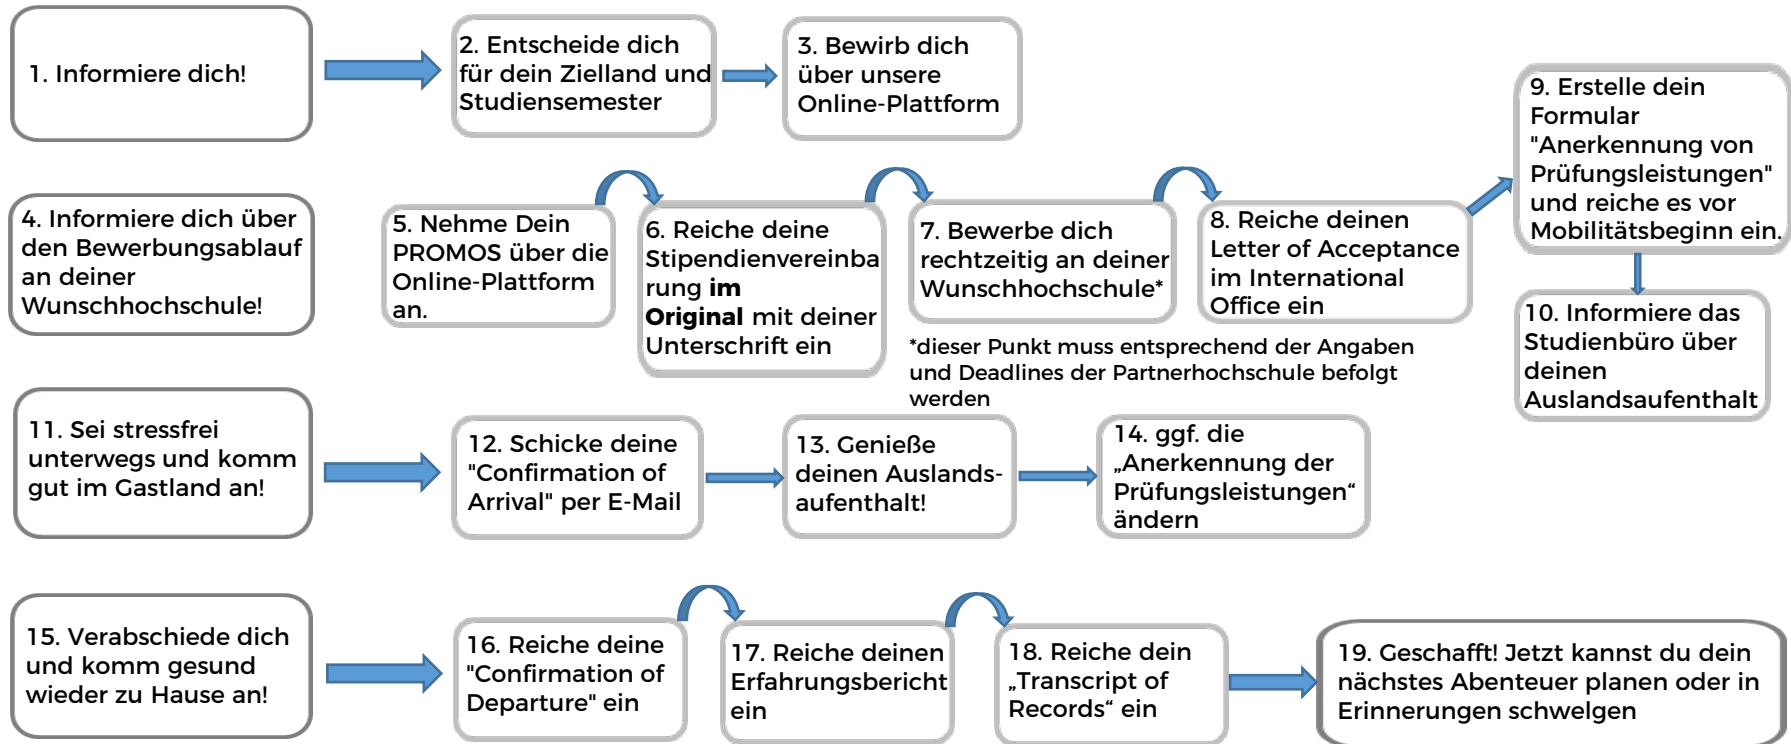 1. Informiere dich!
2. Entscheide dich
für dein Zielland und
Studiensemester
3. Bewirb dich
über unsere
Online-Plattform
4. Informiere dich über
den Bewerbungsablauf
an deiner
Wunschhochschule!
5. Nehme Dein
PROMOS über die
Online-Plattform
an.
6. Reiche deine
Stipendienvereinba
rung im
Original mit deiner
Unterschrift ein
7. Bewerbe dich
rechtzeitig an deiner
Wunschhochschule*
*dieser Punkt muss entsprechend der Angaben
und Deadlines der Partnerhochschule befolgt
werden
8. Reiche deinen
Letter of Acceptance
im International
Office ein
9. Erstelle dein
Formular
"Anerkennung von
Prüfungsleistungen"
und reiche es vor
Mobilitätsbeginn ein.
10. Informiere das
Studienbüro über
deinen
Auslandsaufenthalt
11. Sei stressfrei
unterwegs und komm
gut im Gastland an!
12. Schicke deine
"Confirmation of
Arrival" per E-Mail
13. Genieße
deinen Auslands-
aufenthalt!
14. ggf. die
„Anerkennung der
Prüfungsleistungen“
ändern
15. Verabschiede dich
und komm gesund
wieder zu Hause an!
16. Reiche deine
"Confirmation of
Departure" ein
17. Reiche deinen
Erfahrungsbericht
ein
18. Reiche dein
„Transcript of
Records“ ein
19. Geschafft! Jetzt kannst du dein
nächstes Abenteuer planen oder in
Erinnerungen schwelgen